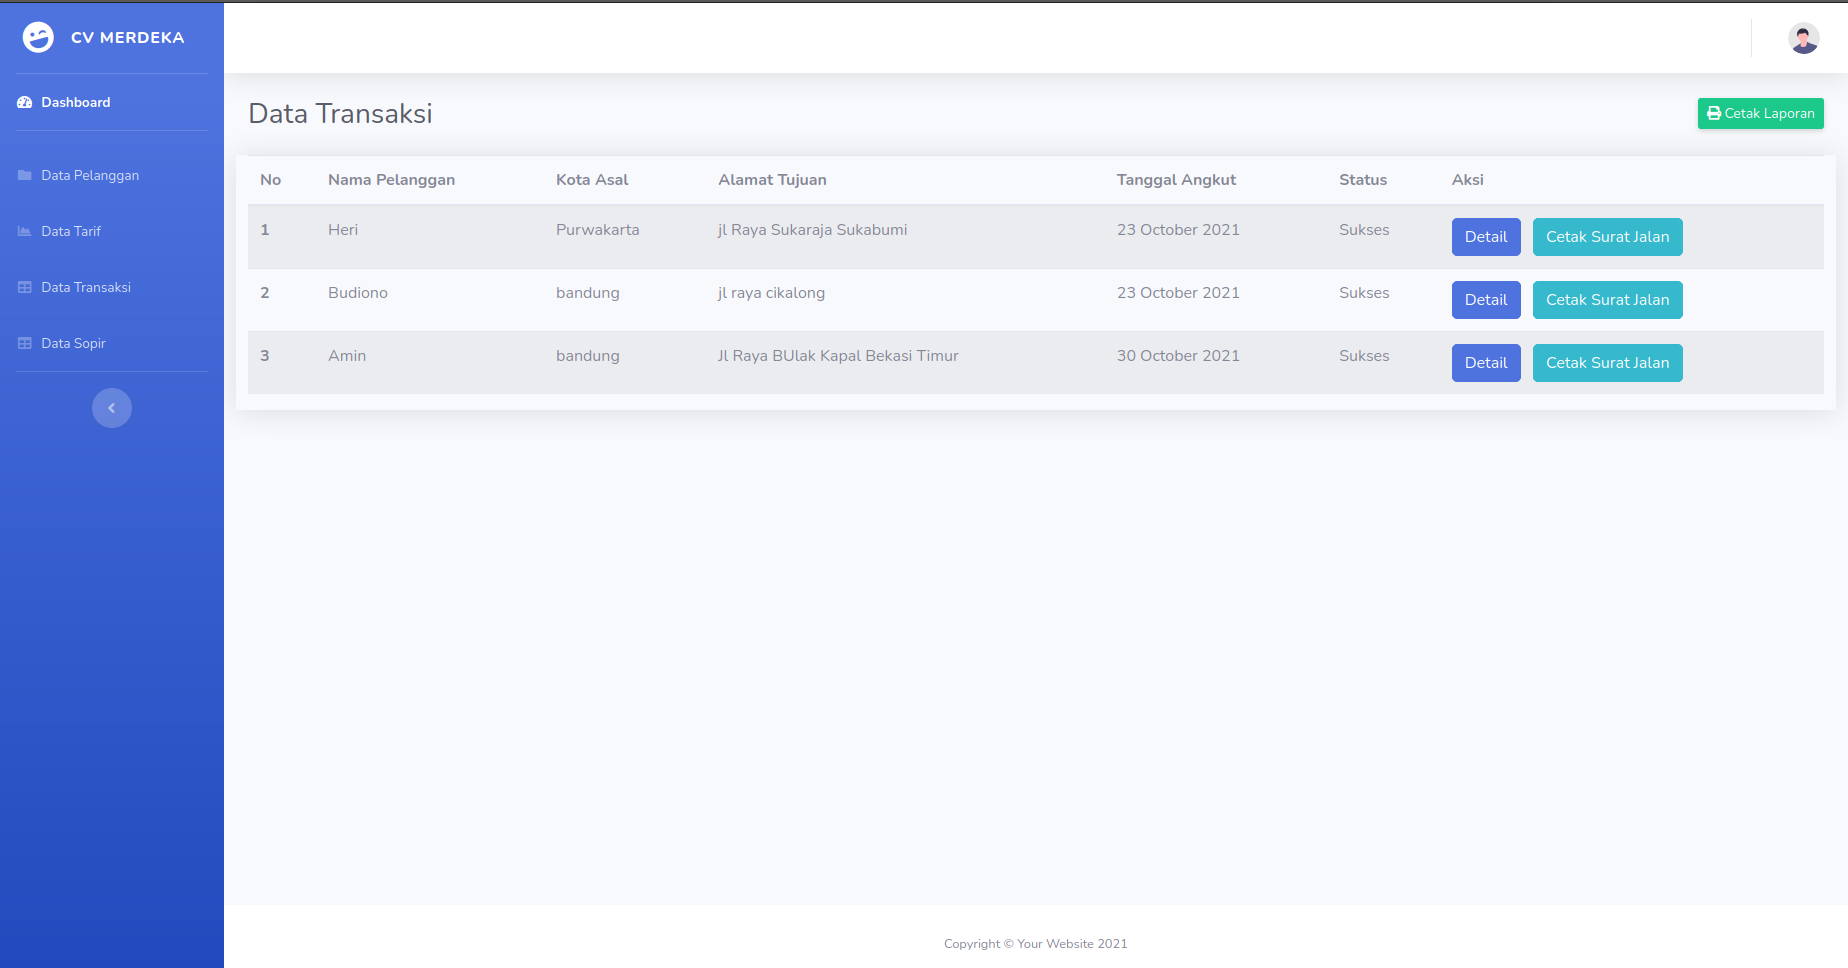 CV MERDEKA
Dashboard
Data Pelanggan
Data Tarif
Data Transaksi
Data Sopir
Data Transaksi
Cetak Laporan
No Nama Pelanggan Kota Asal Alamat Tujuan Tanggal Angkut Status Aksi
1 Heri Purwakarta jl Raya Sukaraja Sukabumi 23 October 2021 Sukses Detail Cetak Surat Jalan
2 Budiono bandung jl raya cikalong 23 October 2021 Sukses Detail Cetak Surat Jalan
3 Amin bandung Jl Raya BUlak Kapal Bekasi Timur 30 October 2021 Sukses Detail Cetak Surat Jalan
Copyright © Your Website 2021